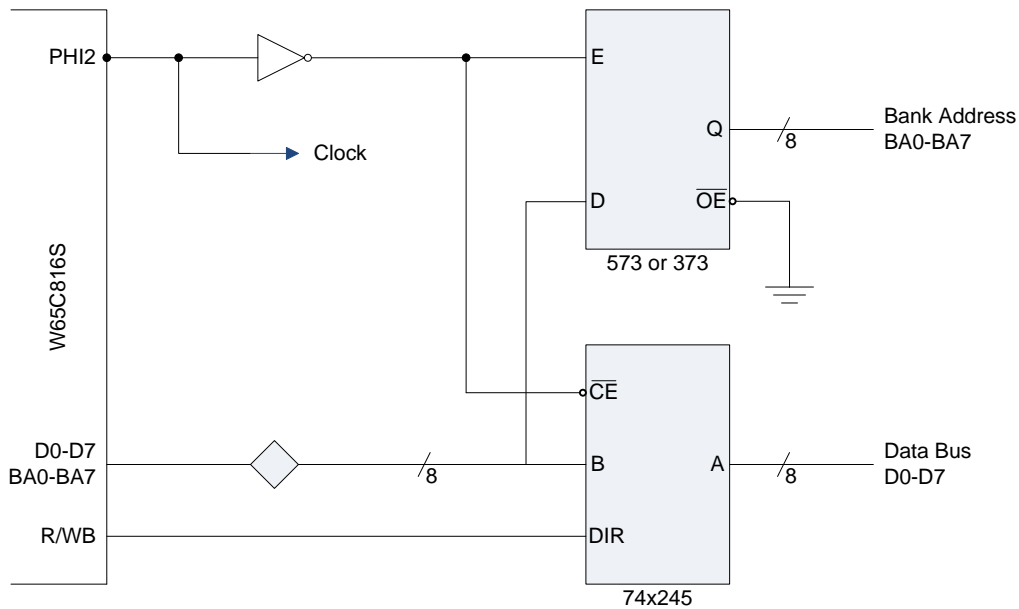 PHI2
E
Clock
Q
8
Bank Address
BA0-BA7
D
OE
573 or 373
W65C816S
CE
D0-D7
BA0-BA7
8
B
A
8
Data Bus
D0-D7
R/WB
DIR
74x245